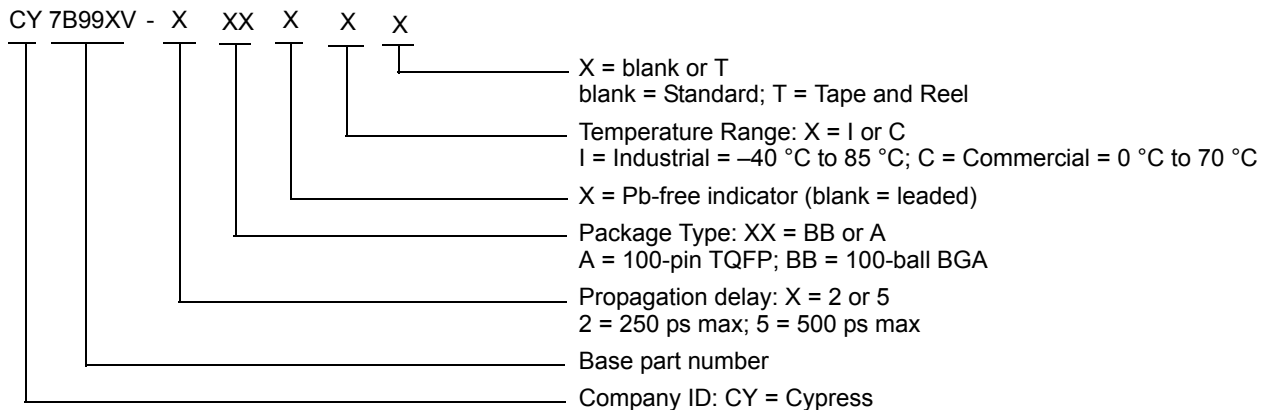 CY 7B99XV - X XX X X X
X = blank or T
blank = Standard; T = Tape and Reel
Temperature Range: X = I or C
I = Industrial = –40 °C to 85 °C; C = Commercial = 0 °C to 70 °C
X = Pb-free indicator (blank = leaded)
Package Type: XX = BB or A
A = 100-pin TQFP; BB = 100-ball BGA
Propagation delay: X = 2 or 5
2 = 250 ps max; 5 = 500 ps max
Base part number
Company ID: CY = Cypress